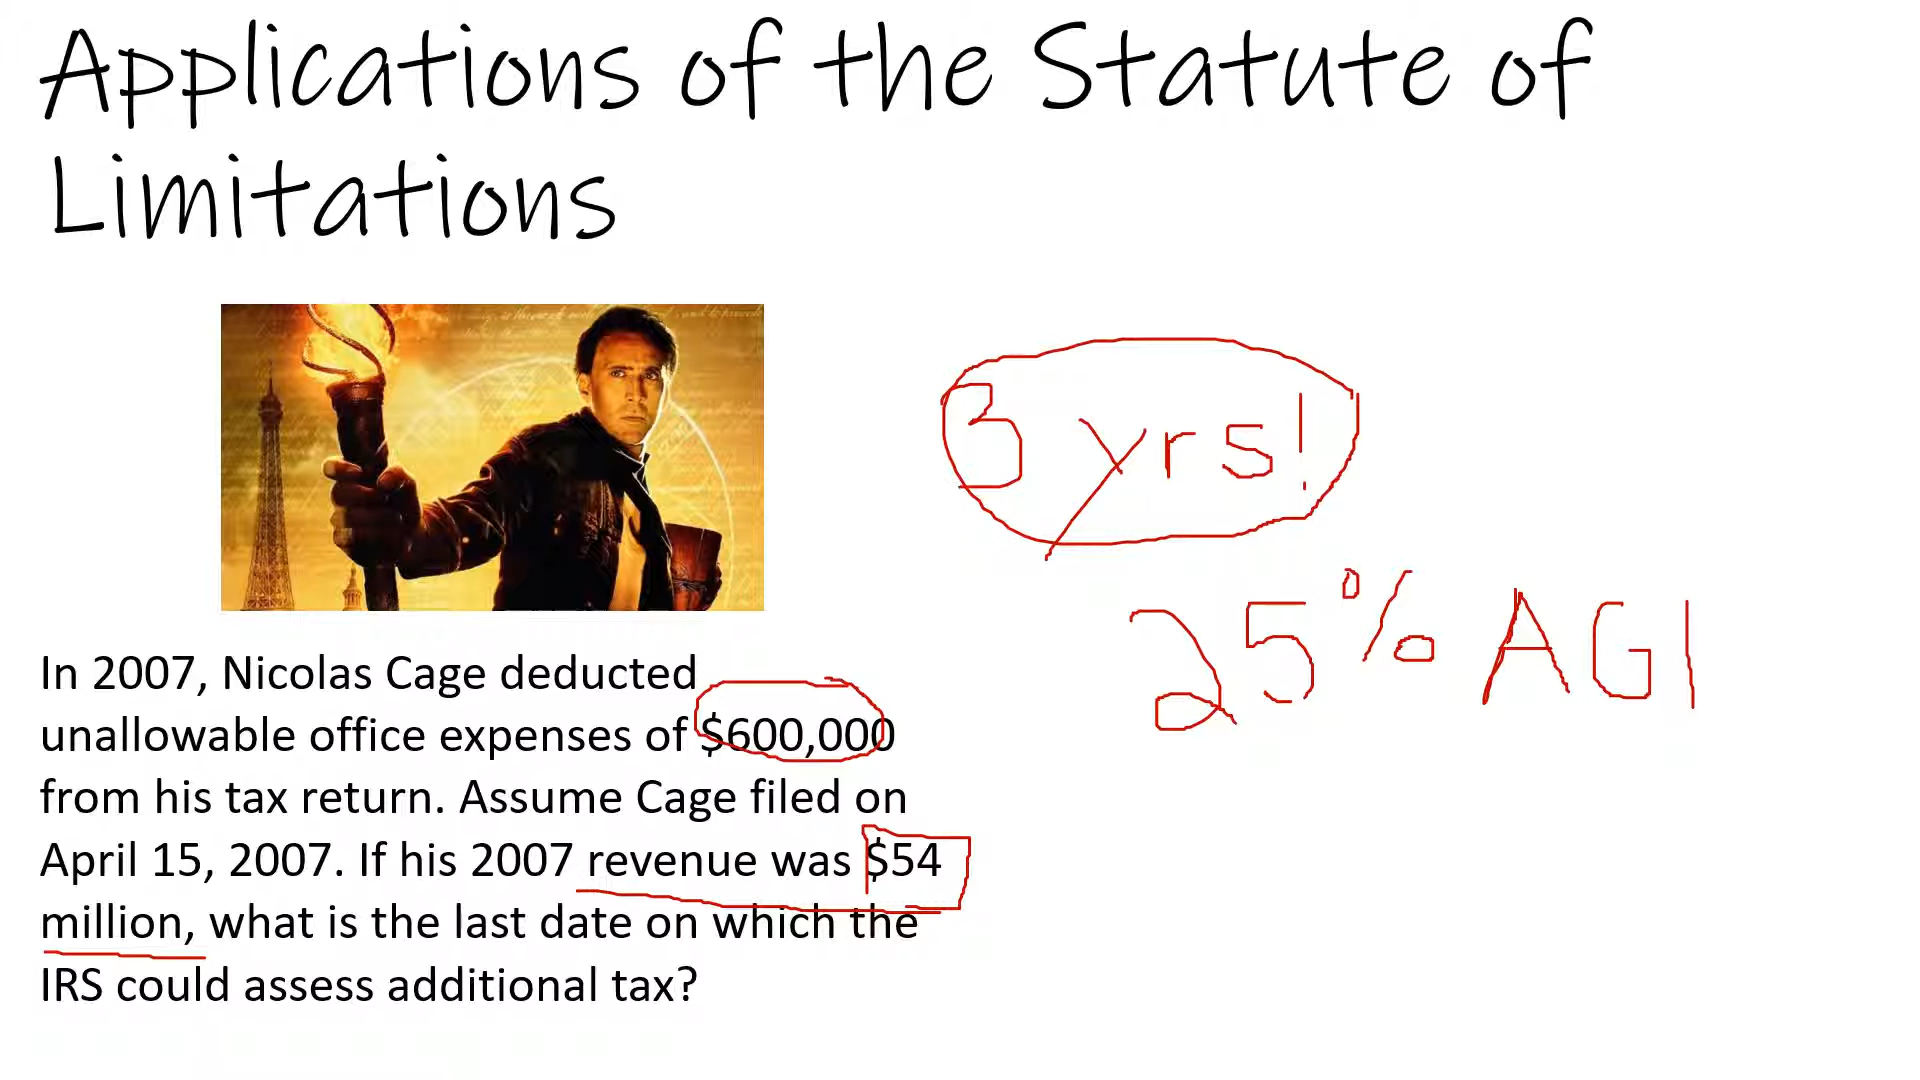 Applications of the Statute of
Limitations
3 yrs!
25% AGI
In 2007, Nicolas Cage deducted
unallowable office expenses of $600,000
from his tax return. Assume Cage filed on
April 15, 2007. If his 2007 revenue was $54
million, what is the last date on which the
IRS could assess additional tax?